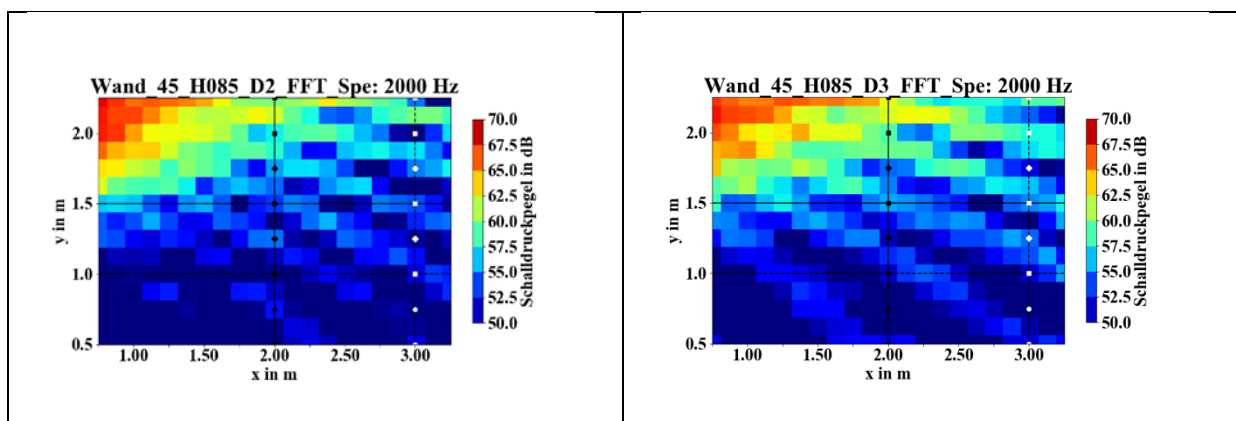 Wand_45_H085_D2_FFT_Spe: 2000 Hz
y in m
2.0
1.5
1.0
0.5
1.00 1.50 2.00 2.50 3.00
x in m
70.0
67.5
65.0
62.5
60.0
57.5
55.0
52.5
50.0
Schalldruckpegel in dB
Wand_45_H085_D3_FFT_Spe: 2000 Hz
y in m
2.0
1.5
1.0
0.5
1.00 1.50 2.00 2.50 3.00
x in m
70.0
67.5
65.0
62.5
60.0
57.5
55.0
52.5
50.0
Schalldruckpegel in dB